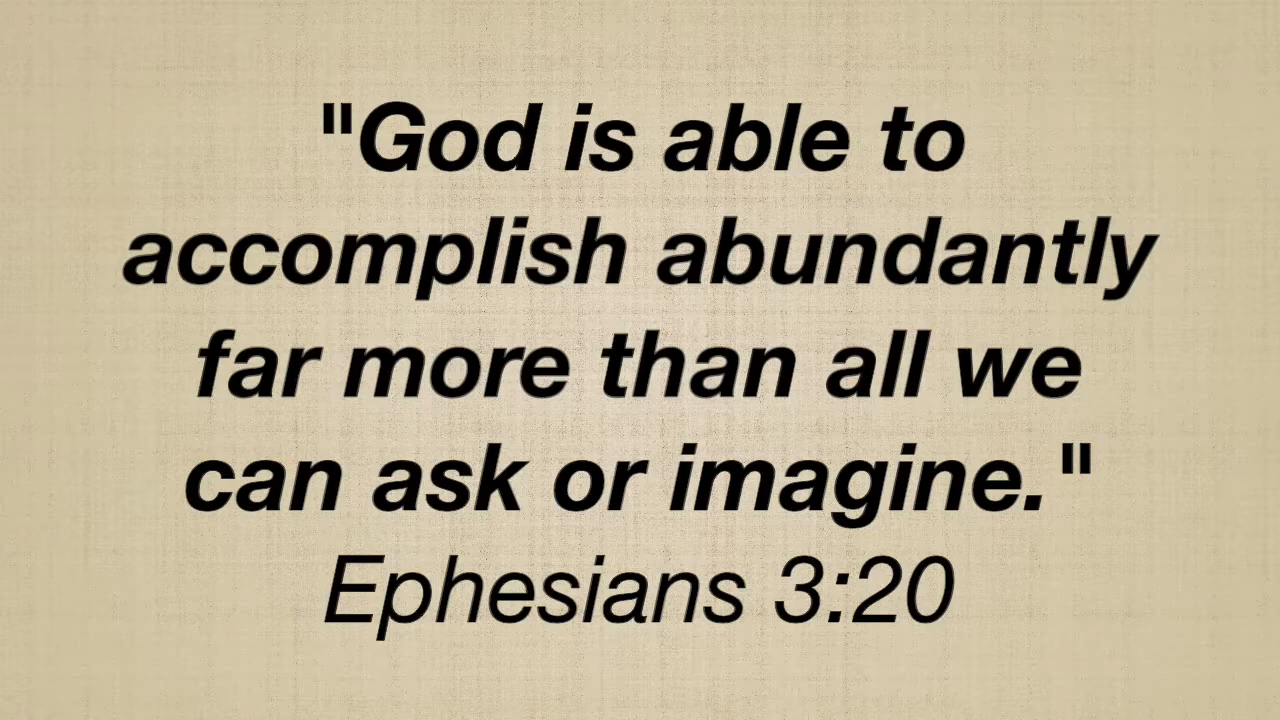 "God is able to
accomplish abundantly
far more than all we
can ask or imagine."
Ephesians 3:20